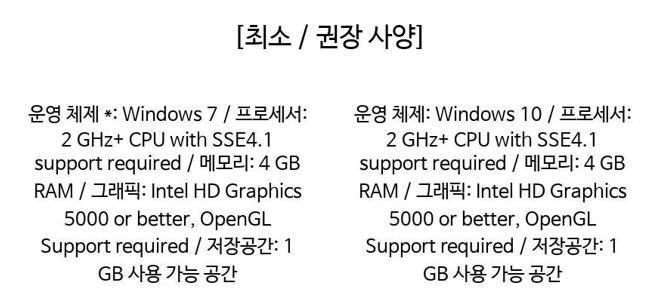 [최소 / 권장 사양]
운영 체제 *: Windows 7 / 프로세서:
2 GHz+ CPU with SSE4.1
support required / 메모리: 4 GB
RAM / 그래픽: Intel HD Graphics
5000 or better, OpenGL
Support required / 저장공간: 1
GB 사용 가능 공간
운영 체제: Windows 10 / 프로세서:
2 GHz+ CPU with SSE4.1
support required / 메모리: 4 GB
RAM / 그래픽: Intel HD Graphics
5000 or better, OpenGL
Support required / 저장공간: 1
GB 사용 가능 공간